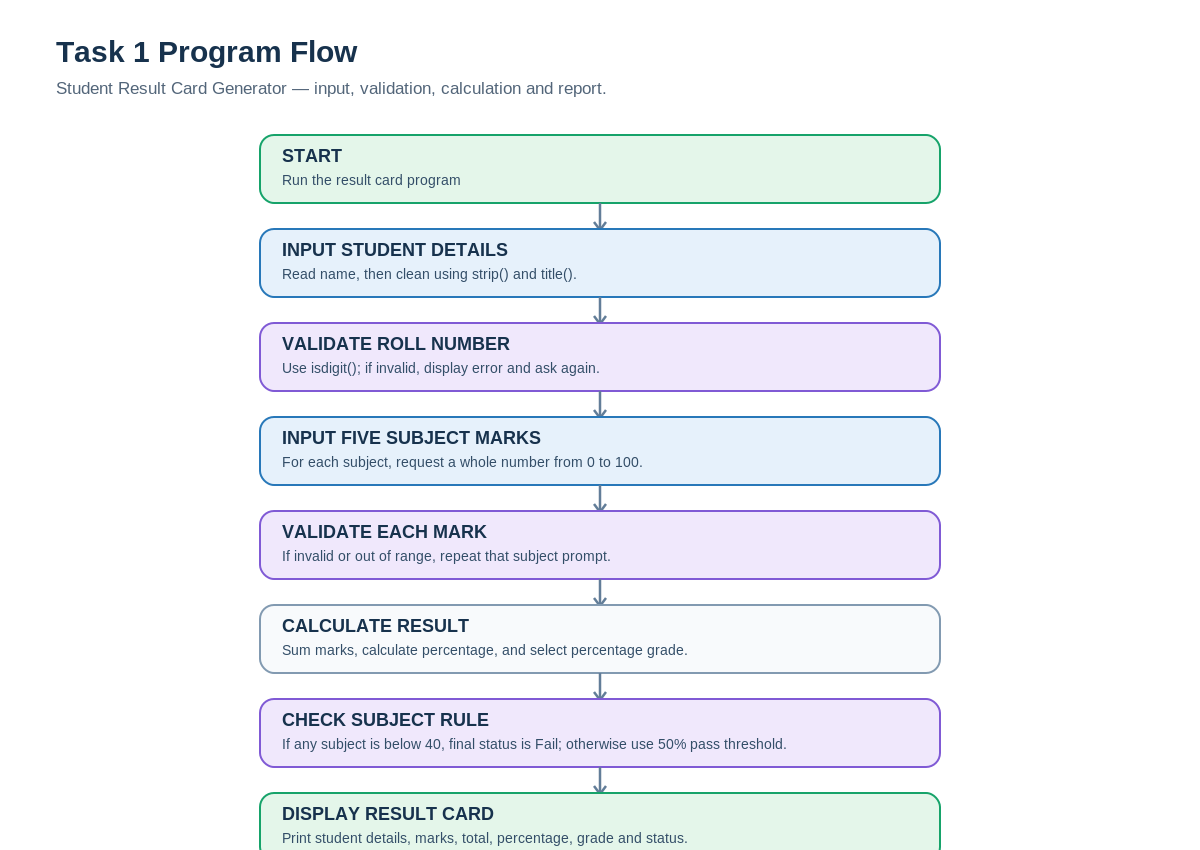 Task 1 Program Flow
Student Result Card Generator — input, validation, calculation and report.
START
Run the result card program
INPUT STUDENT DETAILS
Read name, then clean using strip() and title().
VALIDATE ROLL NUMBER
Use isdigit(); if invalid, display error and ask again.
INPUT FIVE SUBJECT MARKS
For each subject, request a whole number from 0 to 100.
VALIDATE EACH MARK
If invalid or out of range, repeat that subject prompt.
CALCULATE RESULT
Sum marks, calculate percentage, and select percentage grade.
CHECK SUBJECT RULE
If any subject is below 40, final status is Fail; otherwise use 50% pass threshold.
DISPLAY RESULT CARD
Print student details, marks, total, percentage, grade and status.